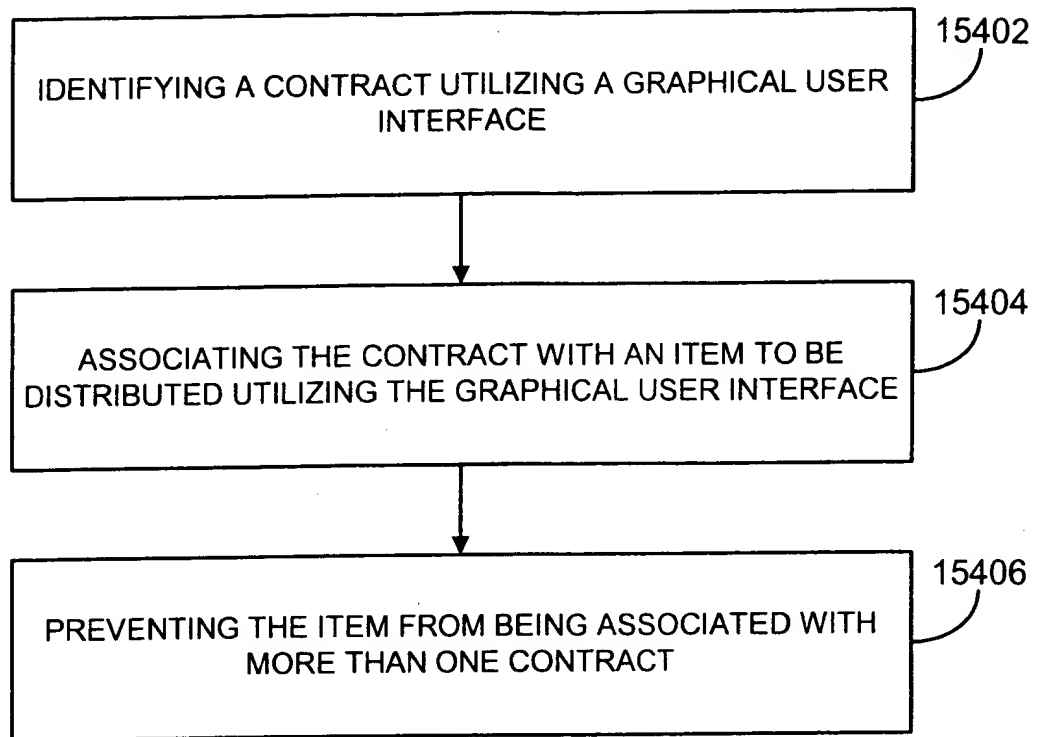 15402
IDENTIFYING A CONTRACT UTILIZING A GRAPHICAL USER
INTERFACE
15404
ASSOCIATING THE CONTRACT WITH AN ITEM TO BE
DISTRIBUTED UTILIZING THE GRAPHICAL USER INTERFACE
15406
PREVENTING THE ITEM FROM BEING ASSOCIATED WITH
MORE THAN ONE CONTRACT